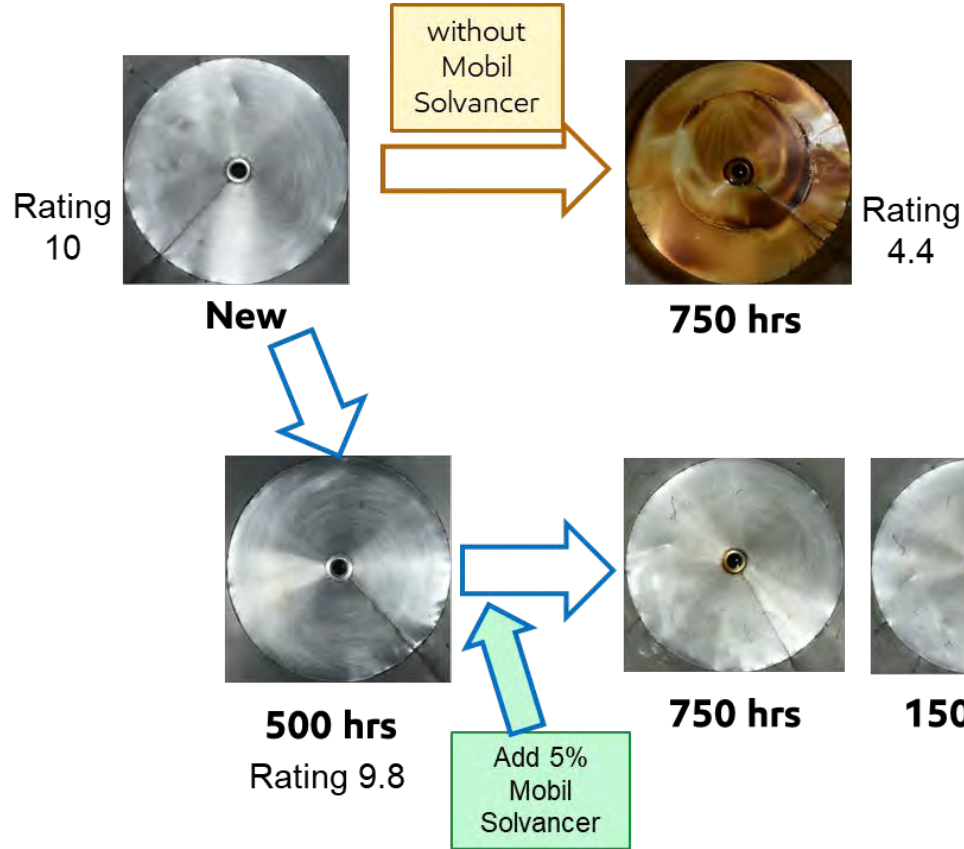 without
Mobil
Solvancer
Rating
10
Rating
4.4
New
750 hrs
500 hrs
Rating 9.8
750 hrs
150
Add 5%
Mobil
Solvancer